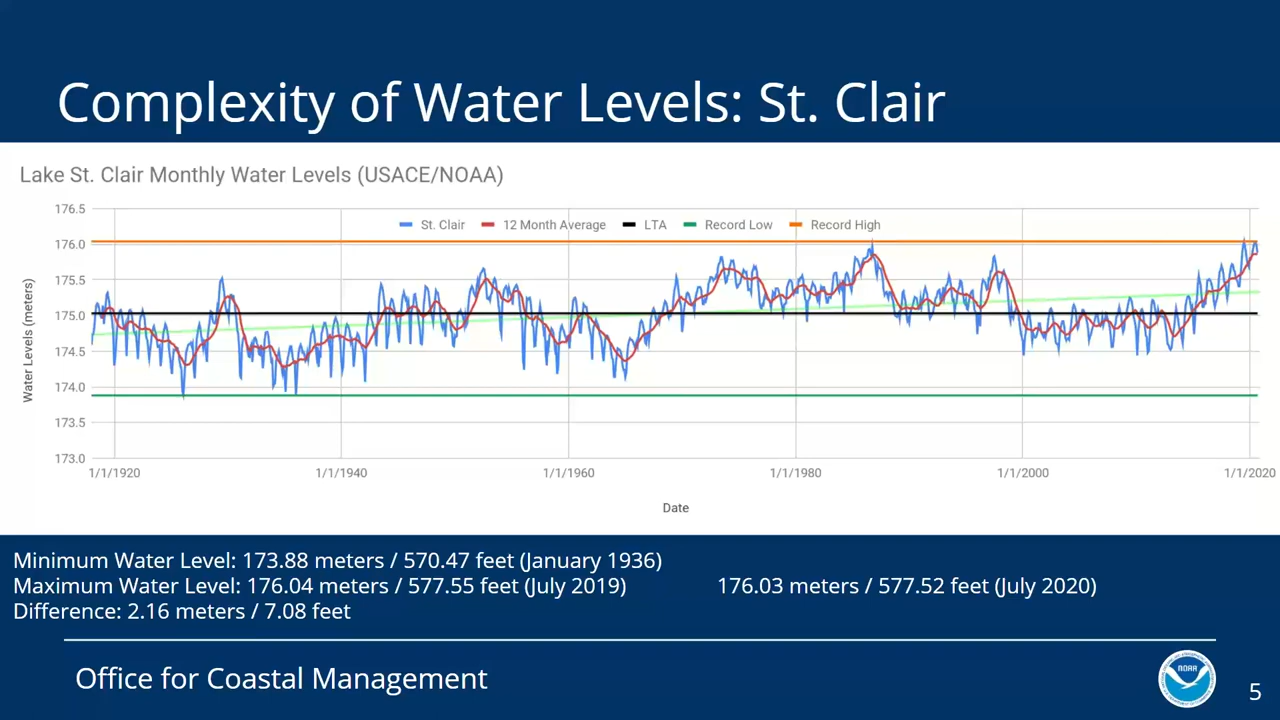 Complexity of Water Levels: St. Clair
Lake St. Clair Monthly Water Levels (USACE/NOAA)
St. Clair 12 Month Average LTA Record Low Record High
176.5
176.0
175.5
175.0
174.5
174.0
173.5
173.0
Water Levels (meters)
1/1/1920 1/1/1940 1/1/1960 1/1/1980 1/1/2000 1/1/2020
Date
Minimum Water Level: 173.88 meters / 570.47 feet (January 1936)
Maximum Water Level: 176.04 meters / 577.55 feet (July 2019) 176.03 meters / 577.52 feet (July 2020)
Difference: 2.16 meters / 7.08 feet
Office for Coastal Management
NOAA
5